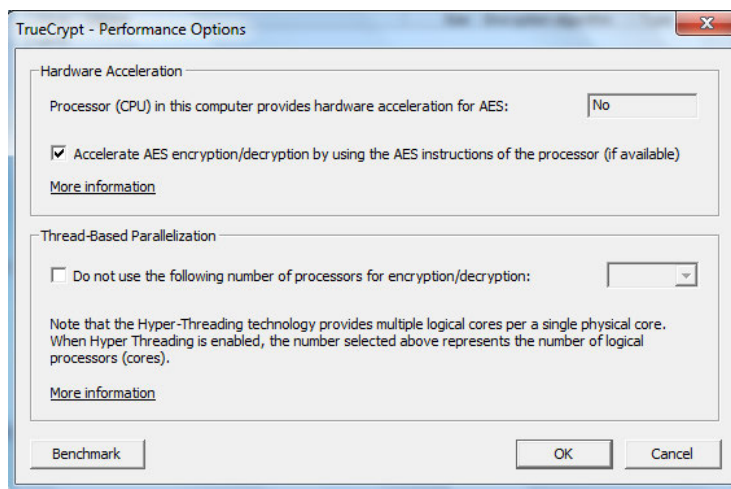 TrueCrypt - Performance Options
Hardware Acceleration
Processor (CPU) in this computer provides hardware acceleration for AES: No
Accelerate AES encryption/decryption by using the AES instructions of the processor (if available)
More information
Thread-Based Parallelization
Do not use the following number of processors for encryption/decryption:
Note that the Hyper-Threading technology provides multiple logical cores per a single physical core.
When Hyper Threading is enabled, the number selected above represents the number of logical
processors (cores).
More information
Benchmark OK Cancel